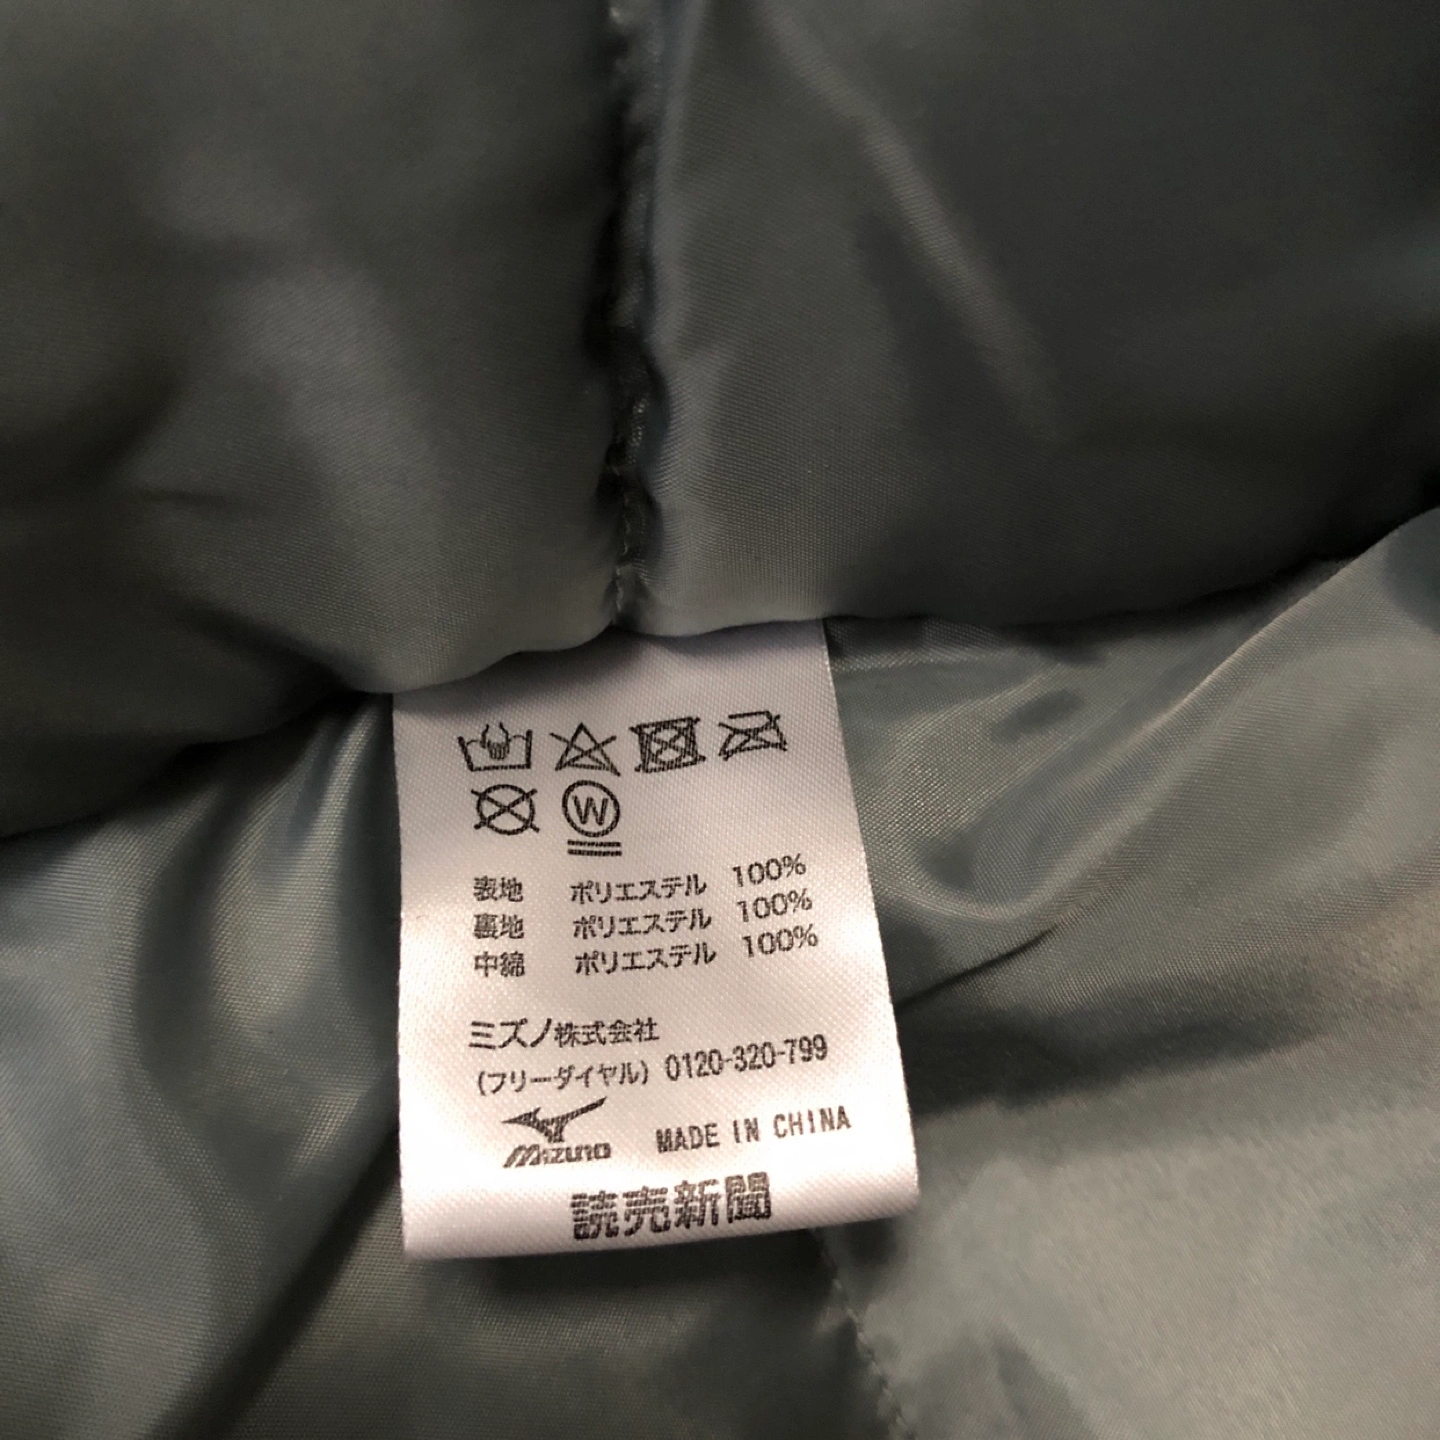 W
表地 ポリエステル 100%
裏地 ポリエステル 100%
中綿 ポリエステル 100%
ミズノ株式会社
(フリーダイヤル) 0120-320-799
Mizuno MADE IN CHINA
読売新聞